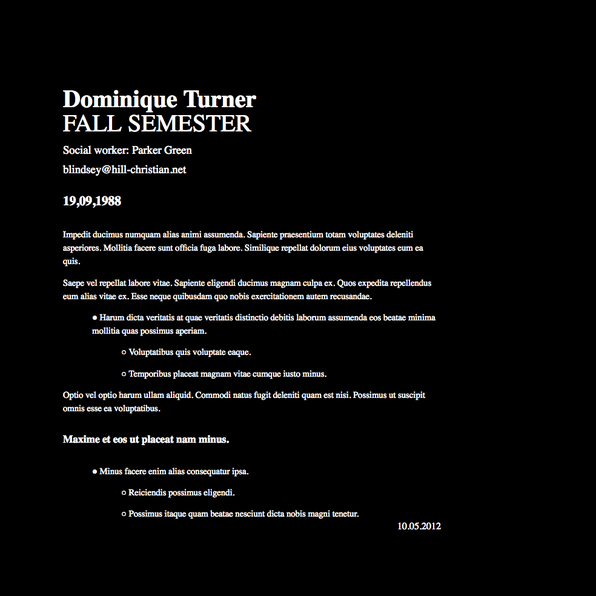 Dominique Turner
FALL SEMESTER
Social worker: Parker Green
blindsey@hill-christian.net
19,09,1988
Impedit ducimus numquam alias animi assumenda. Sapiente praesentium totam voluptates deleniti
asperiores. Mollitia facere sunt officia fuga labore. Similique repellat dolorum eius voluptates eum ea
quis.
Saepe vel repellat labore vitae. Sapiente eligendi ducimus magnam culpa ex. Quos expedita repellendus
eum alias vitae ex. Esse neque quibusdam quo nobis exercitationem autem recusandae.
● Harum dicta veritatis at quae veritatis distinctio debitis laborum assumenda eos beatae minima
mollitia quas possimus aperiam.
○ Voluptatibus quis voluptate eaque.
○ Temporibus placeat magnam vitae cumque iusto minus.
Optio vel optio harum ullam aliquid. Commodi natus fugit deleniti quam est nisi. Possimus ut suscipit
omnis esse ea voluptatibus.
Maxime et eos ut placeat nam minus.
● Minus facere enim alias consequatur ipsa.
○ Reiciendis possimus eligendi.
○ Possimus itaque quam beatae nesciunt dicta nobis magni tenetur.
10.05.2012